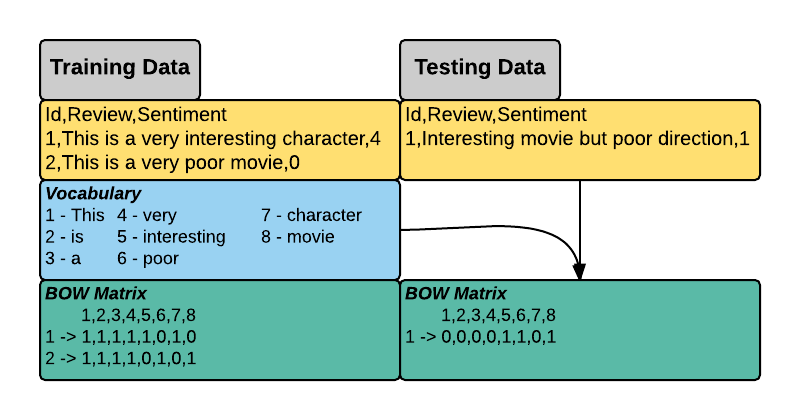 Training Data
Id,Review,Sentiment
1,This is a very interesting character,4
2,This is a very poor movie,0
Vocabulary
1 - This 4 - very 7 - character
2 - is 5 - interesting 8 - movie
3 - a 6 - poor
BOW Matrix
1,2,3,4,5,6,7,8
1 -> 1,1,1,1,1,0,1,0
2 -> 1,1,1,1,0,1,0,1
Testing Data
Id,Review,Sentiment
1,Interesting movie but poor direction,1
BOW Matrix
1,2,3,4,5,6,7,8
1 -> 0,0,0,0,1,1,0,1